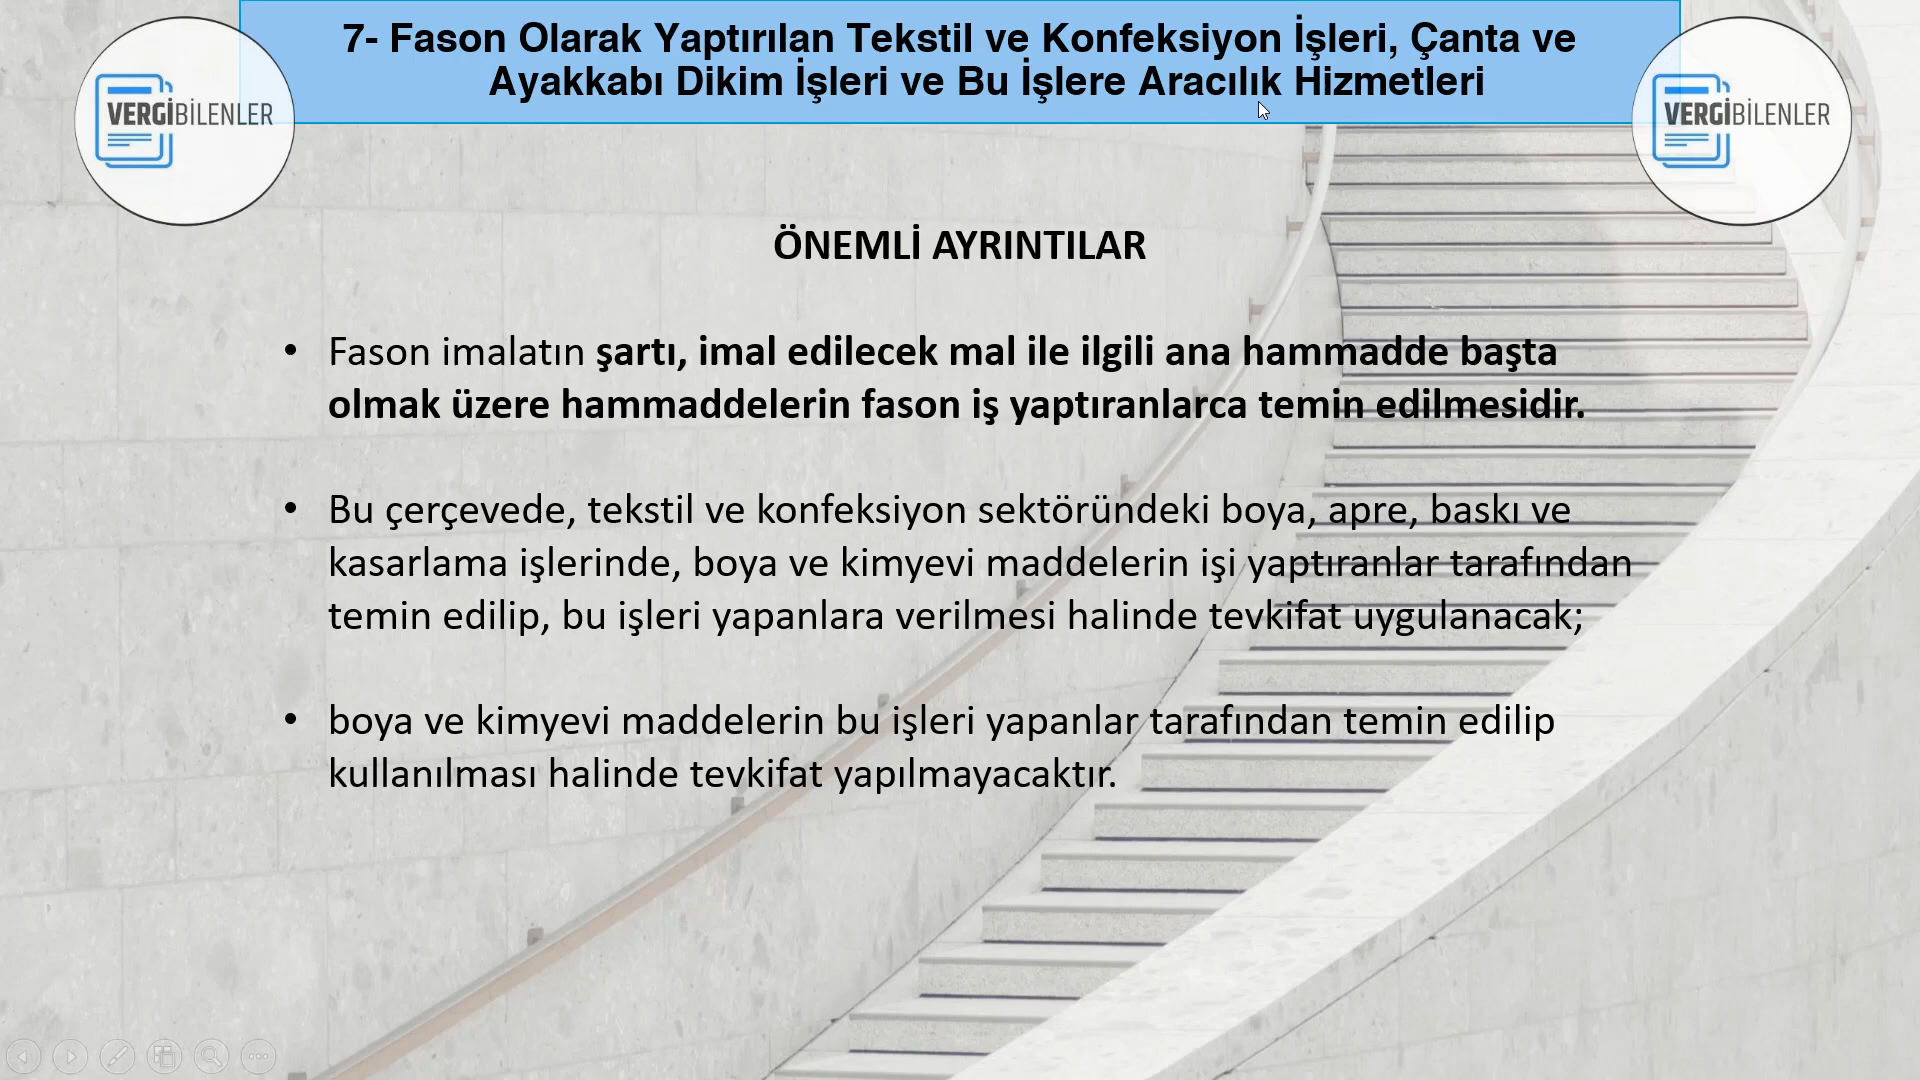 7- Fason Olarak Yaptırılan Tekstil ve Konfeksiyon İşleri, Çanta ve
Ayakkabı Dikim İşleri ve Bu İşlere Aracılık Hizmetleri
VERGİBİLENLER
VERGİBİLENLER
ÖNEMLİ AYRINTILAR
• Fason imalatın şartı, imal edilecek mal ile ilgili ana hammadde başta
olmak üzere hammaddelerin fason iş yaptıranlarca temin edilmesidir.
• Bu çerçevede, tekstil ve konfeksiyon sektöründeki boya, apre, baskı ve
kasarlama işlerinde, boya ve kimyevi maddelerin işi yaptıranlar tarafından
temin edilip, bu işleri yapanlara verilmesi halinde tevkifat uygulanacak;
• boya ve kimyevi maddelerin bu işleri yapanlar tarafından temin edilip
kullanılması halinde tevkifat yapılmayacaktır.